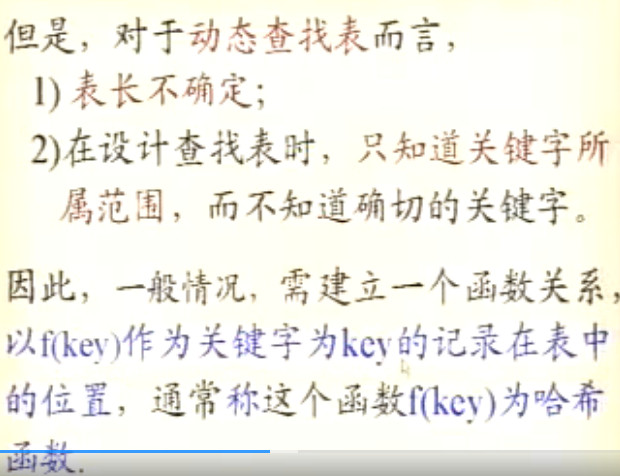 但是，对于动态查找表而言，
1) 表长不确定；
2)在设计查找表时，只知道关键字所
属范围，而不知道确切的关键字。
因此，一般情况，需建立一个函数关系，
以f(key)作为关键字为key的记录在表中
的位置，通常称这个函数f(key)为哈希
函数.